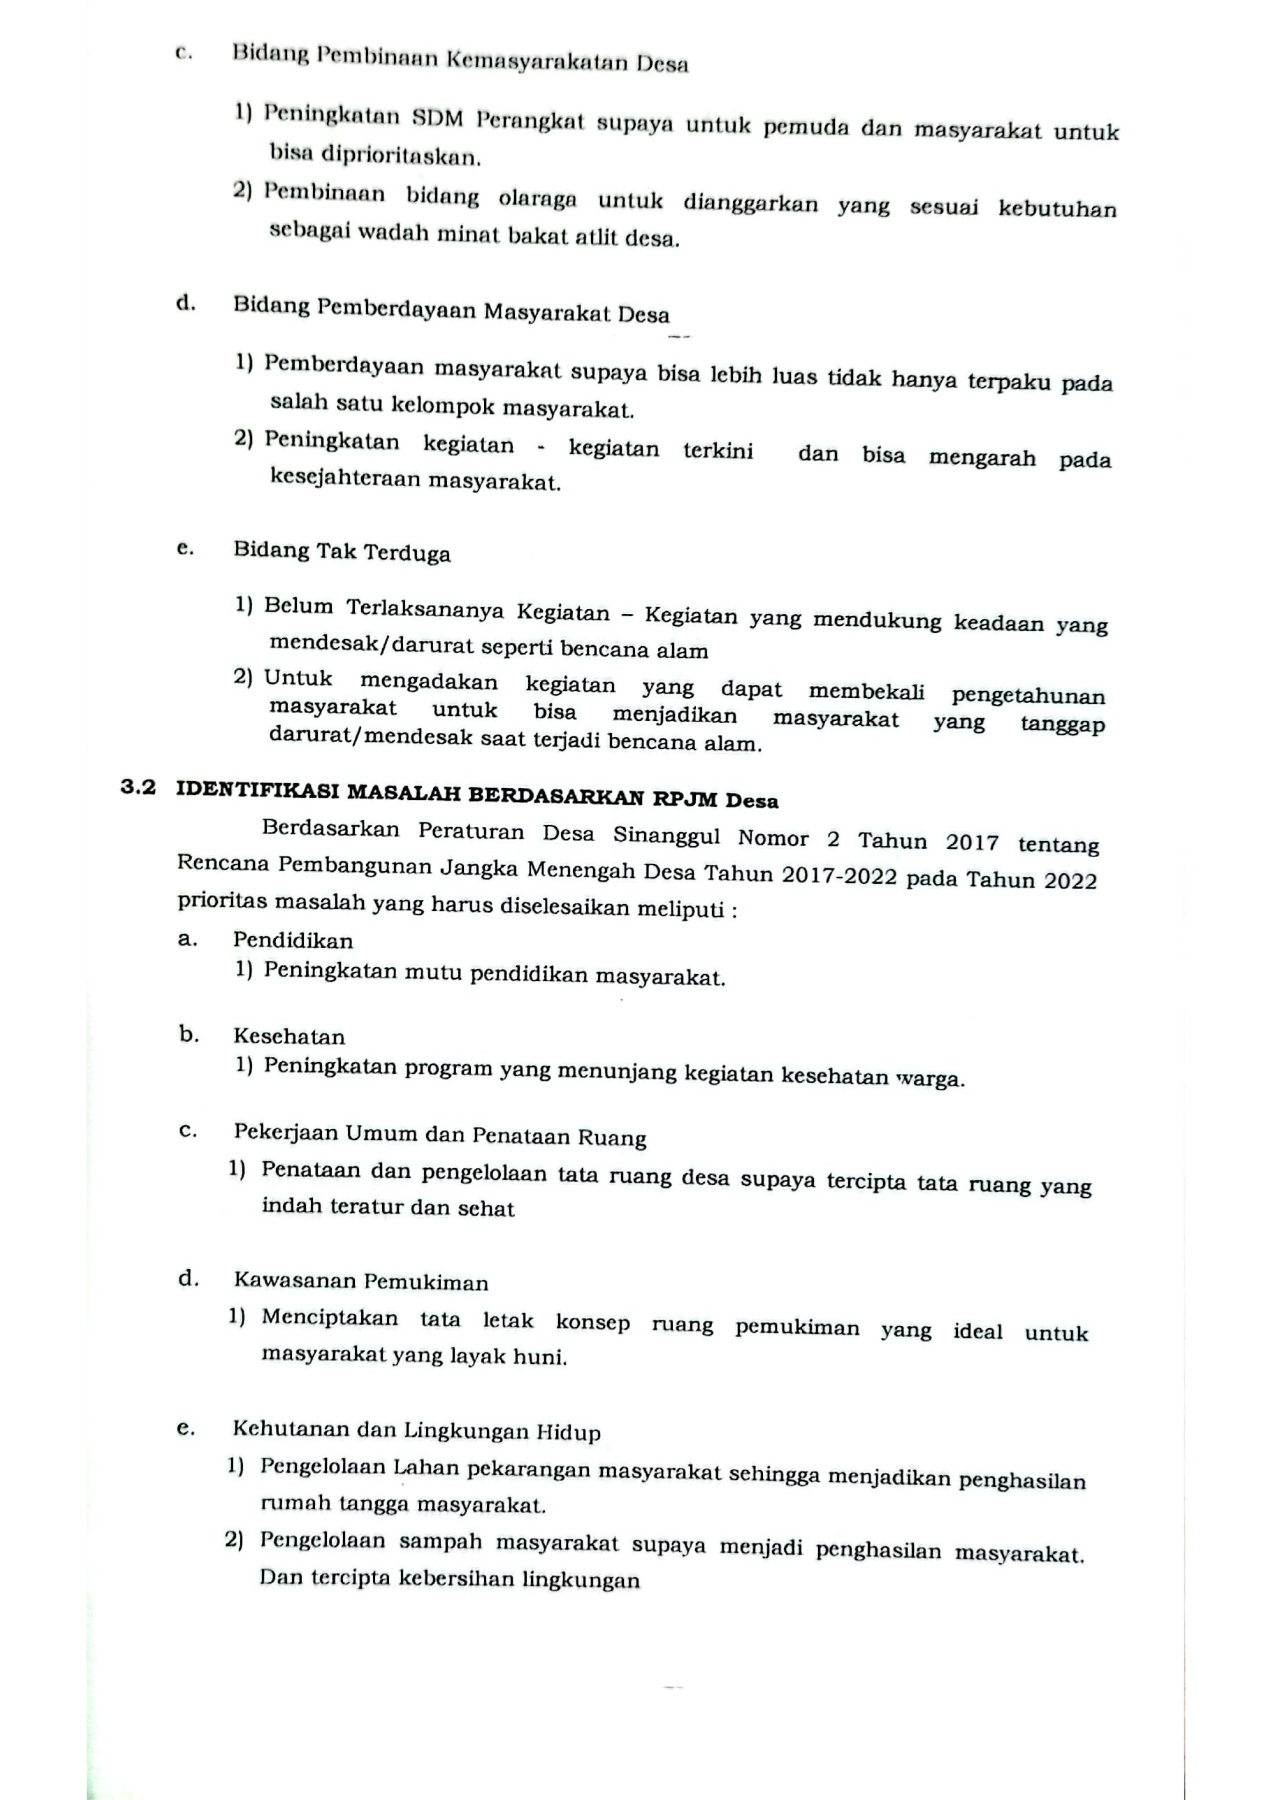 c. Bidang Pembinaan Kemasyarakatan Desa
1) Peningkatan SDM Perangkat supaya untuk pemuda dan masyarakat untuk
bisa diprioritaskan.
2) Pembinaan bidang olaraga untuk dianggarkan yang sesuai kebutuhan
sebagai wadah minat bakat atlit desa.
d. Bidang Pemberdayaan Masyarakat Desa
1) Pemberdayaan masyarakat supaya bisa lebih luas tidak hanya terpaku pada
salah satu kelompok masyarakat.
2) Peningkatan kegiatan - kegiatan terkini dan bisa mengarah pada
kesejahteraan masyarakat.
e. Bidang Tak Terduga
1) Belum Terlaksananya Kegiatan – Kegiatan yang mendukung keadaan yang
mendesak/darurat seperti bencana alam
2) Untuk mengadakan kegiatan yang dapat membekali pengetahunan
masyarakat untuk bisa menjadikan masyarakat yang tanggap
darurat/mendesak saat terjadi bencana alam.
3.2 IDENTIFIKASI MASALAH BERDASARKAN RPJM Desa
Berdasarkan Peraturan Desa Sinanggul Nomor 2 Tahun 2017 tentang
Rencana Pembangunan Jangka Menengah Desa Tahun 2017-2022 pada Tahun 2022
prioritas masalah yang harus diselesaikan meliputi :
a. Pendidikan
1) Peningkatan mutu pendidikan masyarakat.
b. Kesehatan
1) Peningkatan program yang menunjang kegiatan kesehatan warga.
c. Pekerjaan Umum dan Penataan Ruang
1) Penataan dan pengelolaan tata ruang desa supaya tercipta tata ruang yang
indah teratur dan sehat
d. Kawasanan Pemukiman
1) Menciptakan tata letak konsep ruang pemukiman yang ideal untuk
masyarakat yang layak huni.
e. Kehutanan dan Lingkungan Hidup
1) Pengelolaan Lahan pekarangan masyarakat sehingga menjadikan penghasilan
rumah tangga masyarakat.
2) Pengelolaan sampah masyarakat supaya menjadi penghasilan masyarakat.
Dan tercipta kebersihan lingkungan